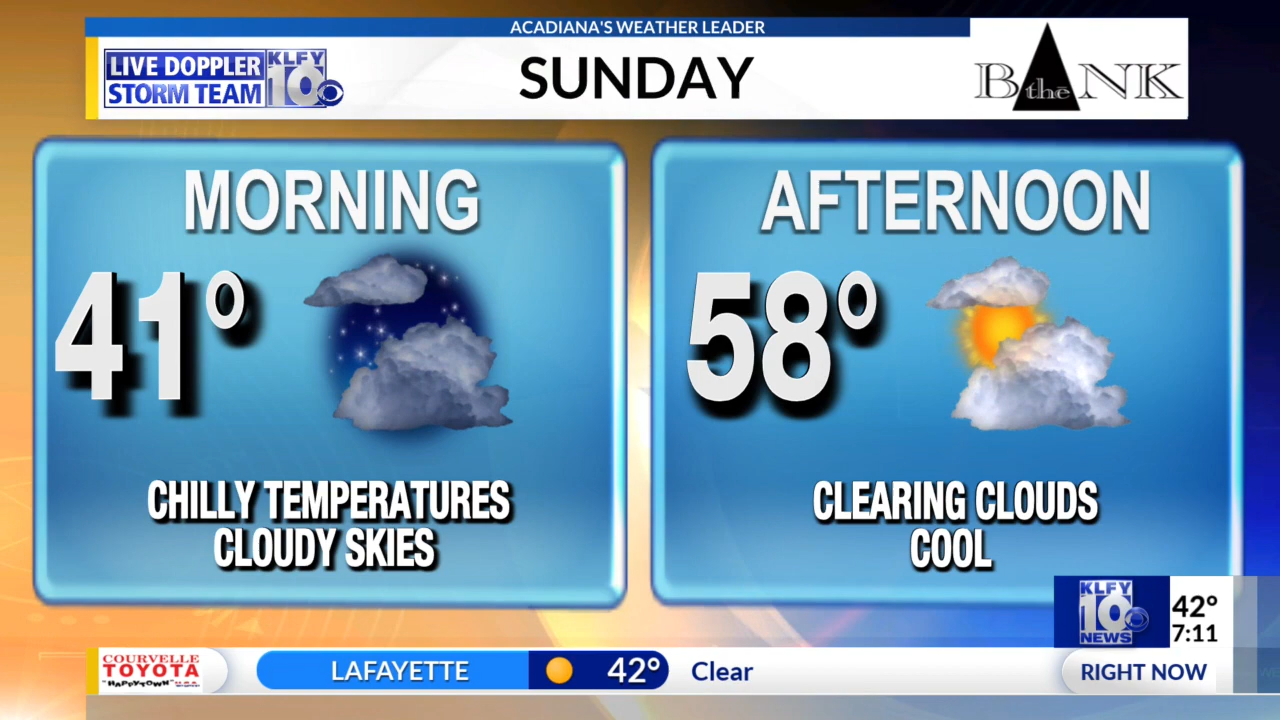 ACADIANA'S WEATHER LEADER
LIVE DOPPLER
STORM TEAM
KLFY
10
SUNDAY
BtheNK
MORNING
41°
CHILLY TEMPERATURES
CLOUDY SKIES
AFTERNOON
58°
CLEARING CLOUDS
COOL
KLFY
10
NEWS
42°
7:11
COURVELLE
TOYOTA
"HAPPYTOWN"
LAFAYETTE 42° Clear
RIGHT NOW